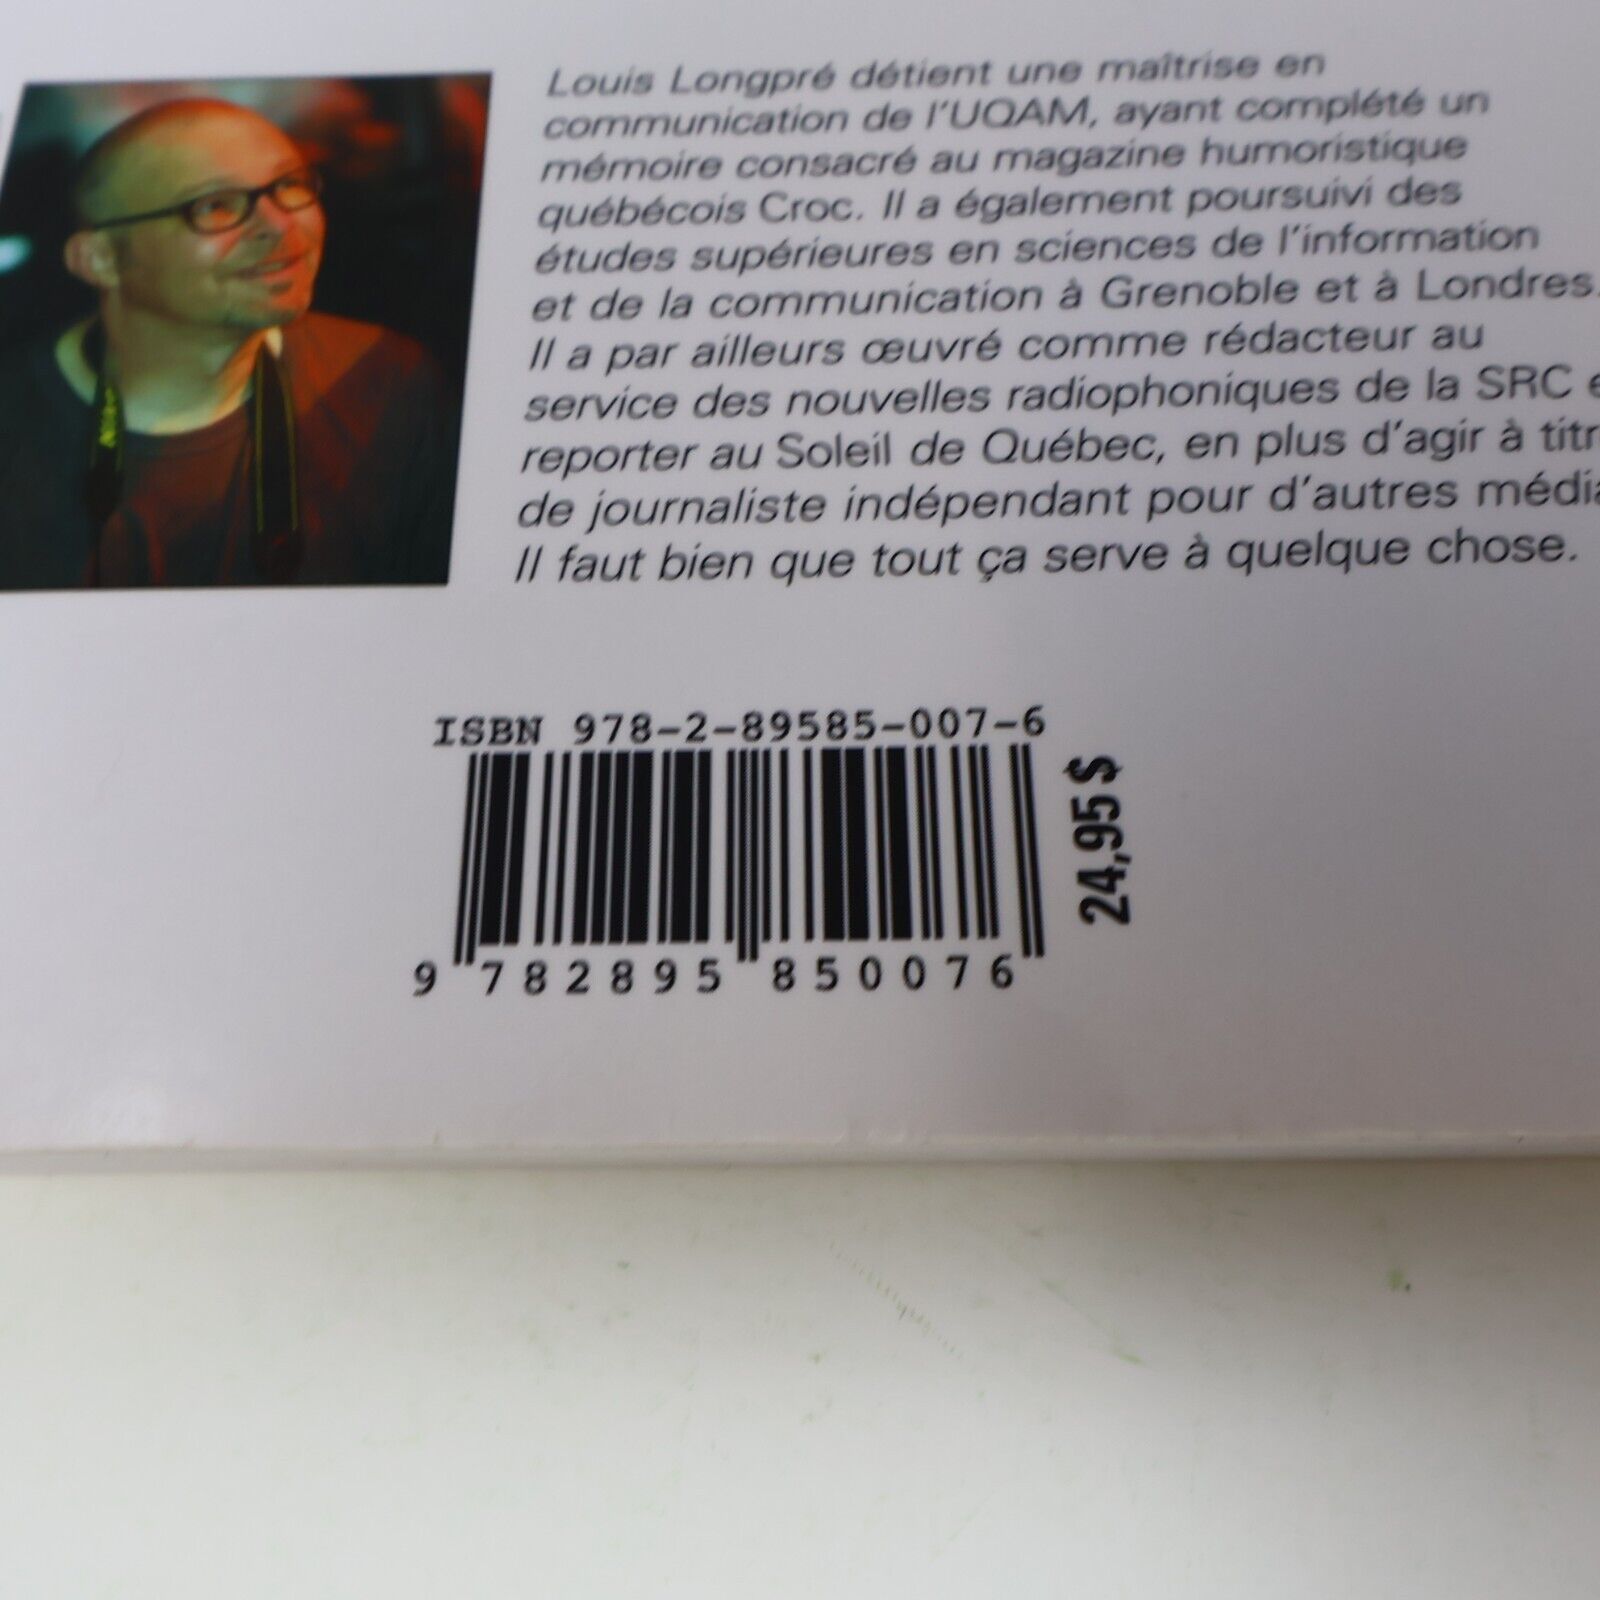 Louis Longpré détient une maîtrise en
communication de l'UQAM, ayant complété un
mémoire consacré au magazine humoristique
québécois Croc. Il a également poursuivi des
études supérieures en sciences de l'information
et de la communication à Grenoble et à Londres.
Il a par ailleurs œuvré comme rédacteur au
service des nouvelles radiophoniques de la SRC
reporter au Soleil de Québec, en plus d'agir à
de journaliste indépendant pour d'autres
Il faut bien que tout ça serve à quelque chose.
ISBN 978-2-89585-007-6
24,95 $
9 782895 850076